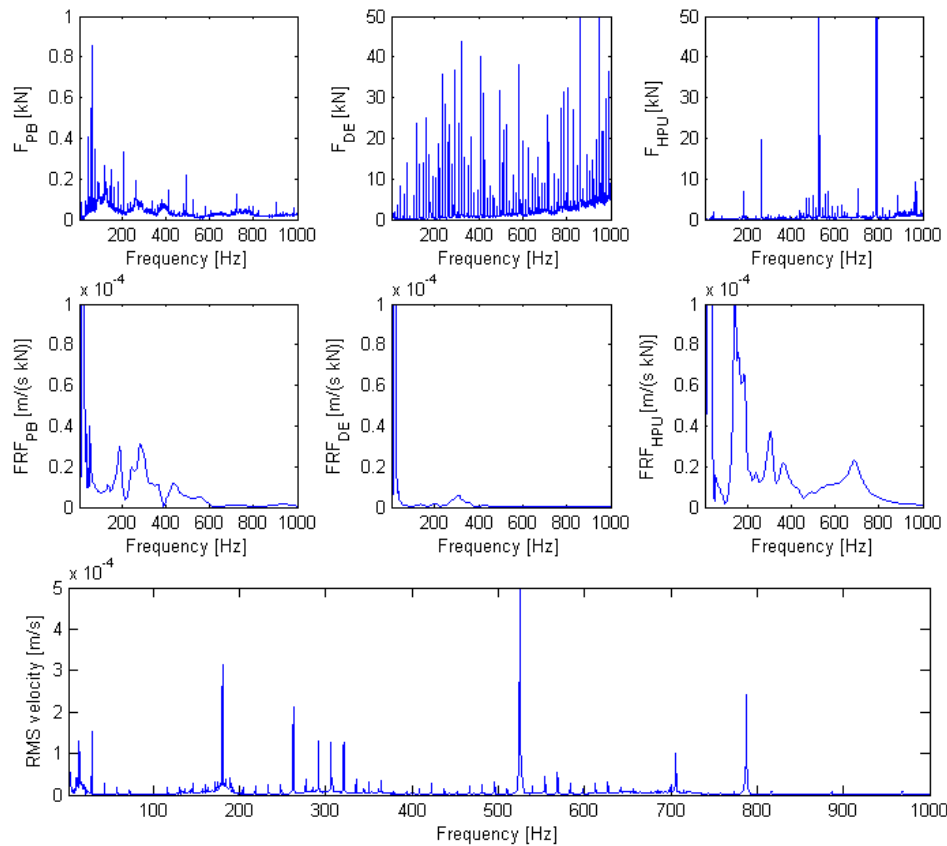 F_PB [kN]
1
0.8
0.6
0.4
0.2
0
200 400 600 800 1000
Frequency [Hz]
F_DE [kN]
50
40
30
20
10
0
200 400 600 800 1000
Frequency [Hz]
F_HPU [kN]
50
40
30
20
10
0
200 400 600 800 1000
Frequency [Hz]
x 10^-4
FRF_PB [m/(s kN)]
1
0.8
0.6
0.4
0.2
0
200 400 600 800 1000
Frequency [Hz]
x 10^-4
FRF_DE [m/(s kN)]
1
0.8
0.6
0.4
0.2
0
200 400 600 800 1000
Frequency [Hz]
x 10^-4
FRF_HPU [m/(s kN)]
1
0.8
0.6
0.4
0.2
0
200 400 600 800 1000
Frequency [Hz]
x 10^-4
RMS velocity [m/s]
5
4
3
2
1
0
100 200 300 400 500 600 700 800 900 1000
Frequency [Hz]